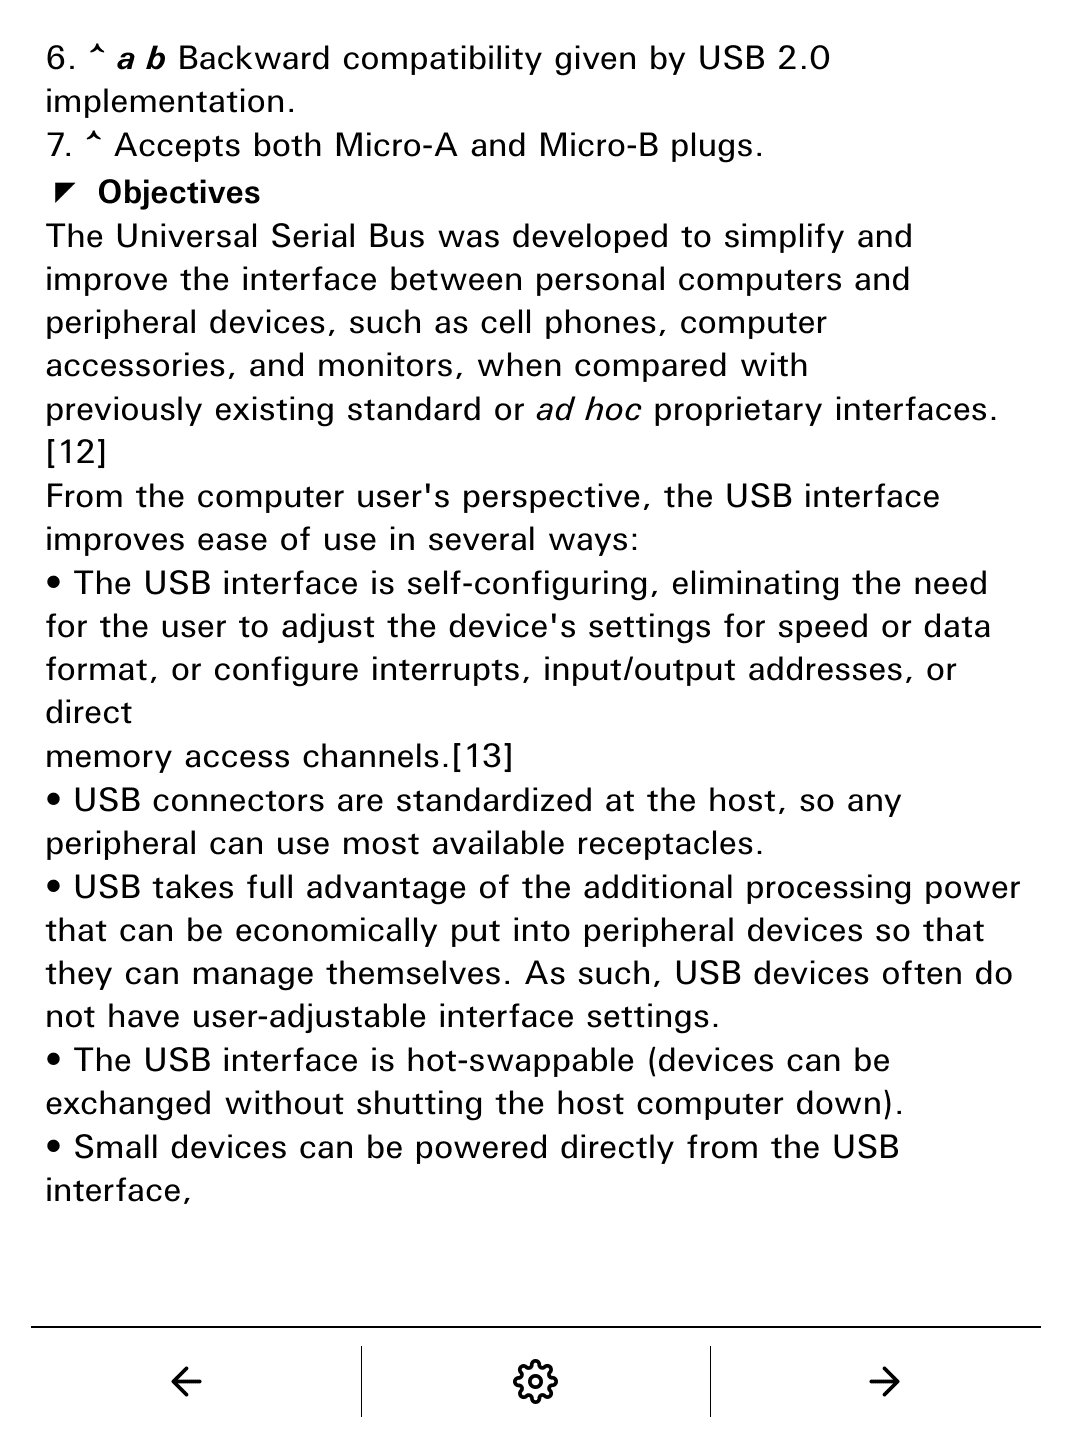 6. ^ a b Backward compatibility given by USB 2.0
implementation.
7. ^ Accepts both Micro-A and Micro-B plugs.
◤ Objectives
The Universal Serial Bus was developed to simplify and
improve the interface between personal computers and
peripheral devices, such as cell phones, computer
accessories, and monitors, when compared with
previously existing standard or ad hoc proprietary interfaces.
[12]
From the computer user's perspective, the USB interface
improves ease of use in several ways:
• The USB interface is self-configuring, eliminating the need
for the user to adjust the device's settings for speed or data
format, or configure interrupts, input/output addresses, or
direct
memory access channels.[13]
• USB connectors are standardized at the host, so any
peripheral can use most available receptacles.
• USB takes full advantage of the additional processing power
that can be economically put into peripheral devices so that
they can manage themselves. As such, USB devices often do
not have user-adjustable interface settings.
• The USB interface is hot-swappable (devices can be
exchanged without shutting the host computer down).
• Small devices can be powered directly from the USB
interface,